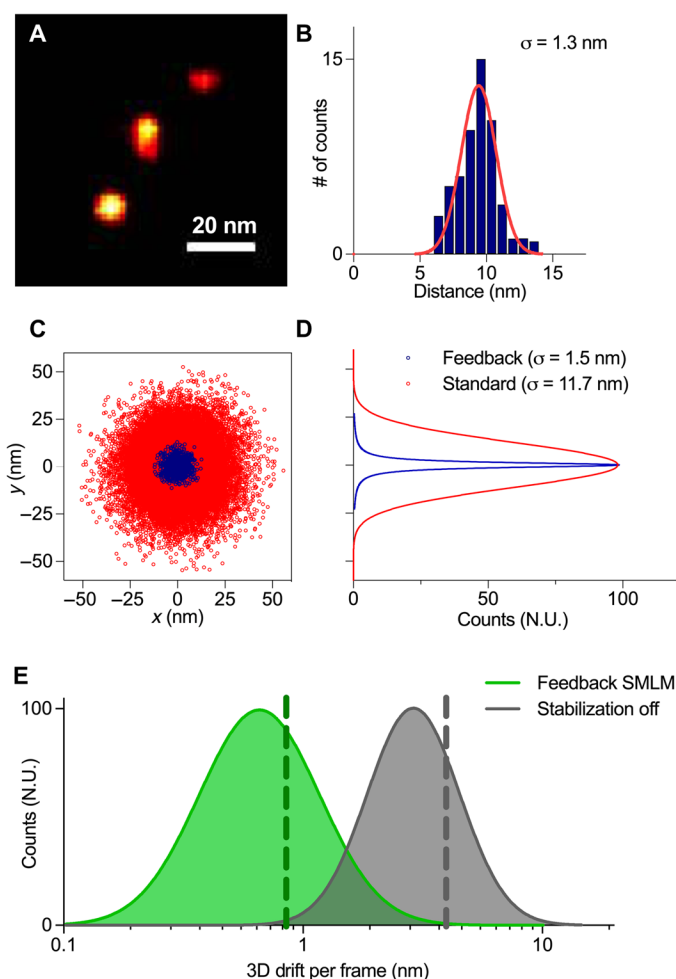 A
20 nm
B
σ = 1.3 nm
15
# of counts
0
0
5
10
15
Distance (nm)
C
50
25
0
–25
–50
y (nm)
–50
–25
0
25
50
x (nm)
D
Feedback (σ = 1.5 nm)
Standard (σ = 11.7 nm)
0
50
100
Counts (N.U.)
E
Feedback SMLM
Stabilization off
100
Counts (N.U.)
0
0.1
1
10
3D drift per frame (nm)